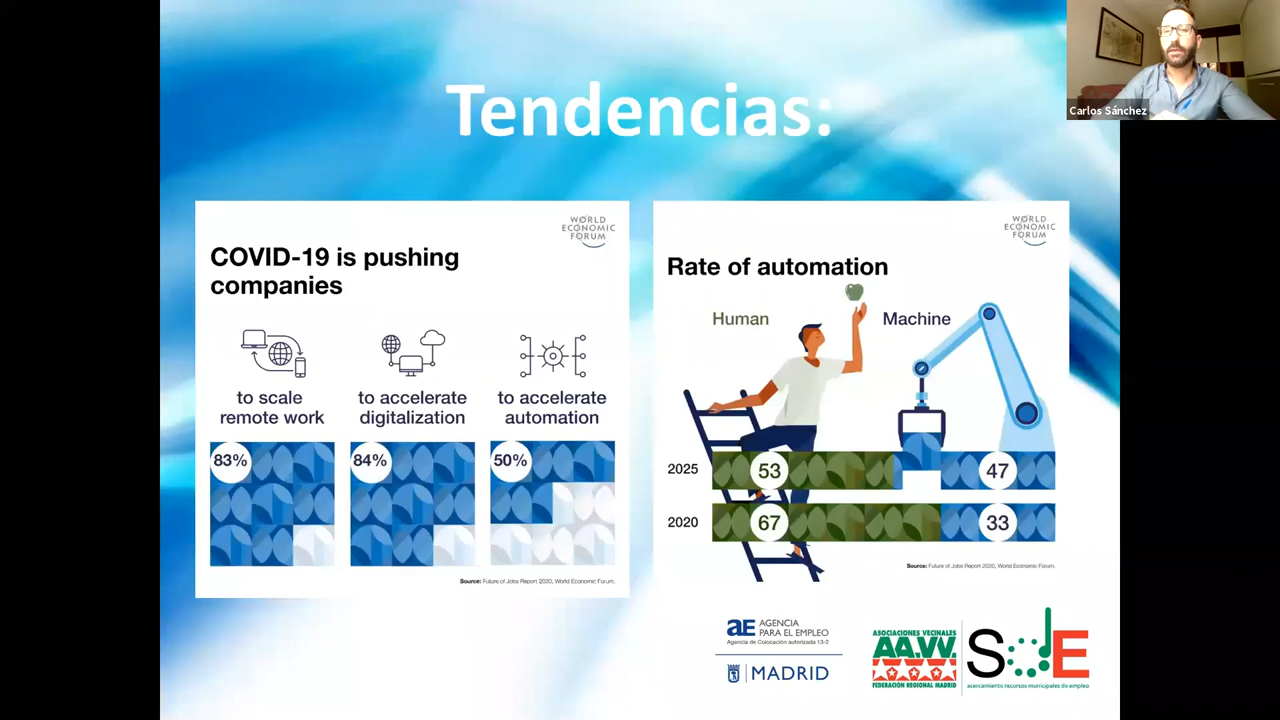 Tendencias:
Carlos Sánchez
WORLD
ECONOMIC
FORUM
COVID-19 is pushing
companies
to scale
remote work
to accelerate
digitalization
to accelerate
automation
83%
84%
50%
Source: Future of Jobs Report 2020, World Economic Forum.
WORLD
ECONOMIC
FORUM
Rate of automation
Human
Machine
2025
53
47
2020
67
33
Source: Future of Jobs Report 2020, World Economic Forum.
aE AGENCIA
PARA EL EMPLEO
Agencia de Colocación autorizada 13-2
MADRID
ASOCIACIONES VECINALES
AA.VV.
FEDERACIÓN REGIONAL MADRID
SdE
acercamiento recursos municipales de empleo